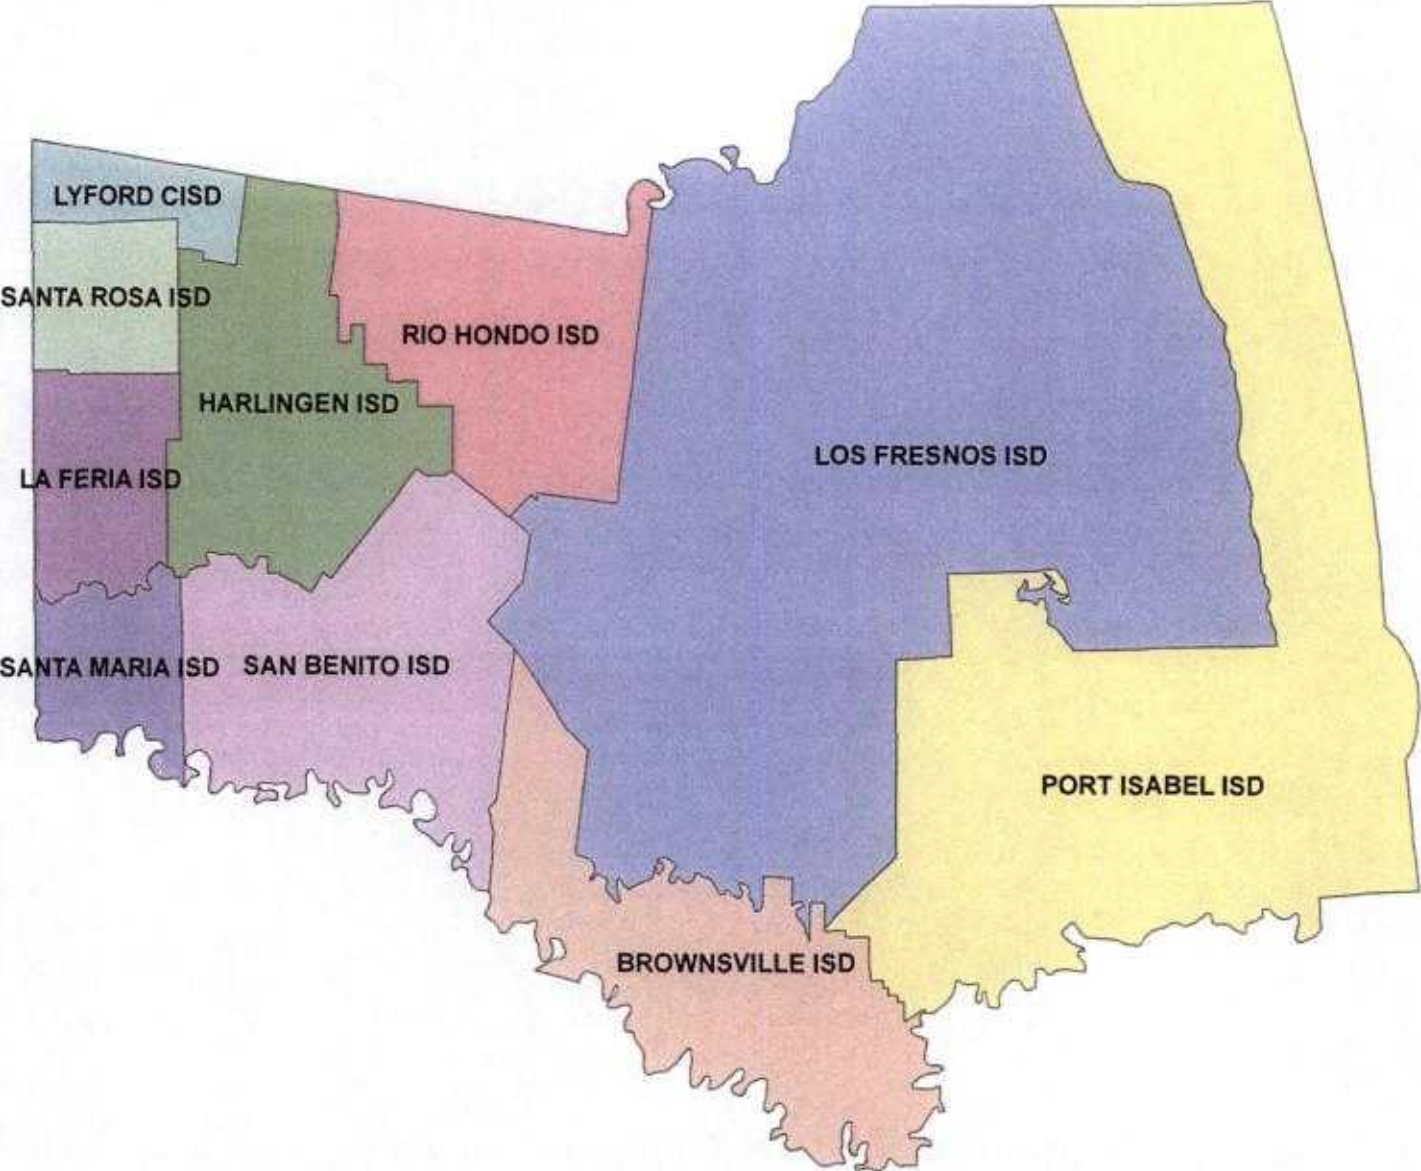 LYFORD CISD
SANTA ROSA ISD
RIO HONDO ISD
HARLINGEN ISD
LOS FRESNOS ISD
LA FERIA ISD
SANTA MARIA ISD
SAN BENITO ISD
PORT ISABEL ISD
BROWNSVILLE ISD